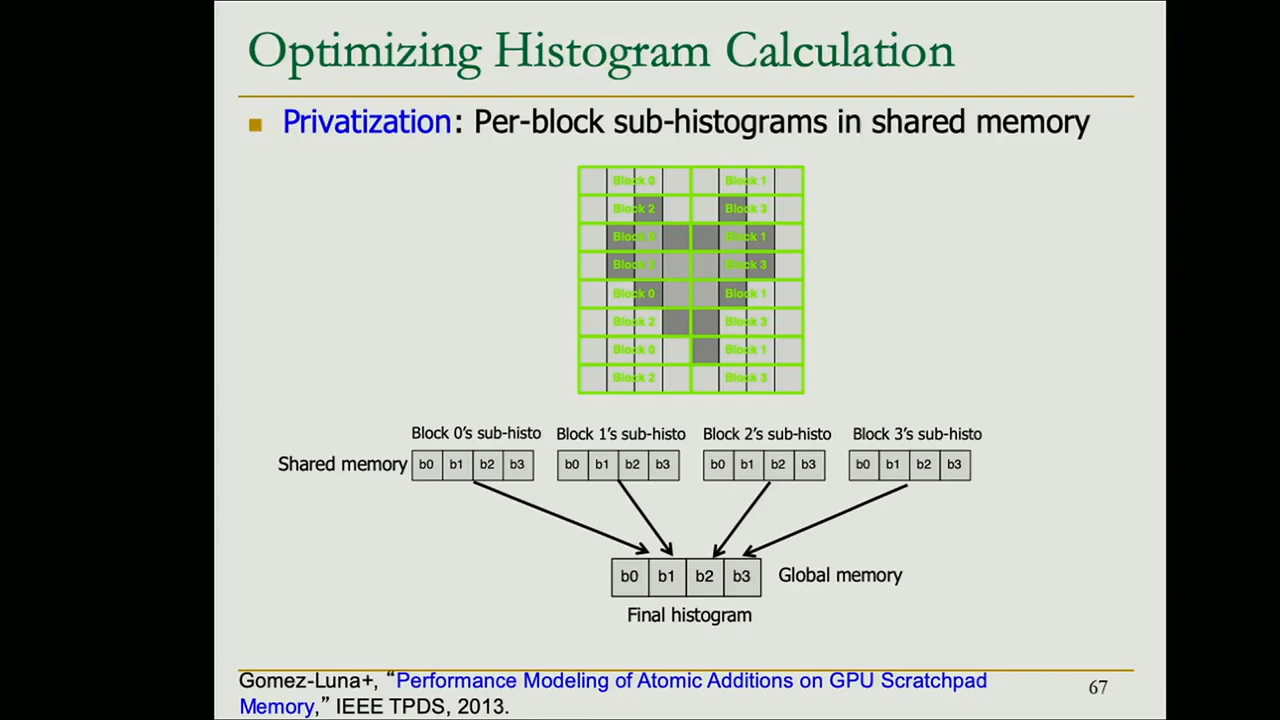 Optimizing Histogram Calculation
Privatization: Per-block sub-histograms in shared memory
Block 0 Block 1
Block 2 Block 3
Block 0 Block 1
Block 2 Block 3
Block 0 Block 1
Block 2 Block 3
Block 0 Block 1
Block 2 Block 3
Block 0's sub-histo Block 1's sub-histo Block 2's sub-histo Block 3's sub-histo
Shared memory b0 b1 b2 b3 b0 b1 b2 b3 b0 b1 b2 b3 b0 b1 b2 b3
b0 b1 b2 b3 Global memory
Final histogram
Gomez-Luna+, “Performance Modeling of Atomic Additions on GPU Scratchpad
Memory,” IEEE TPDS, 2013.
67